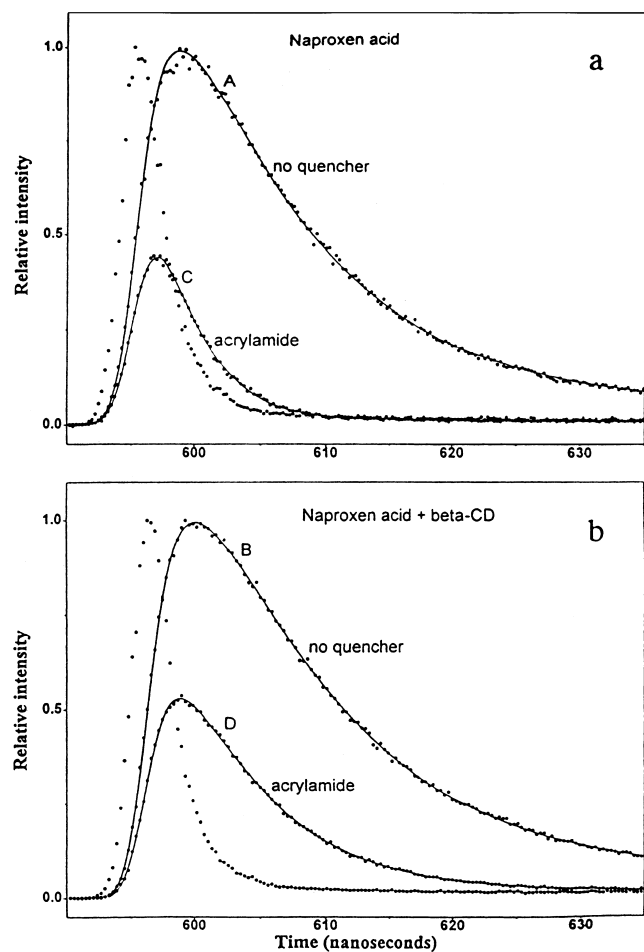 Naproxen acid
a
1.0
A
no quencher
Relative intensity
0.5
C
acrylamide
0.0
600
610
620
630
Naproxen acid + beta-CD
b
1.0
B
no quencher
Relative intensity
0.5
D
acrylamide
0.0
600
610
620
630
Time (nanoseconds)